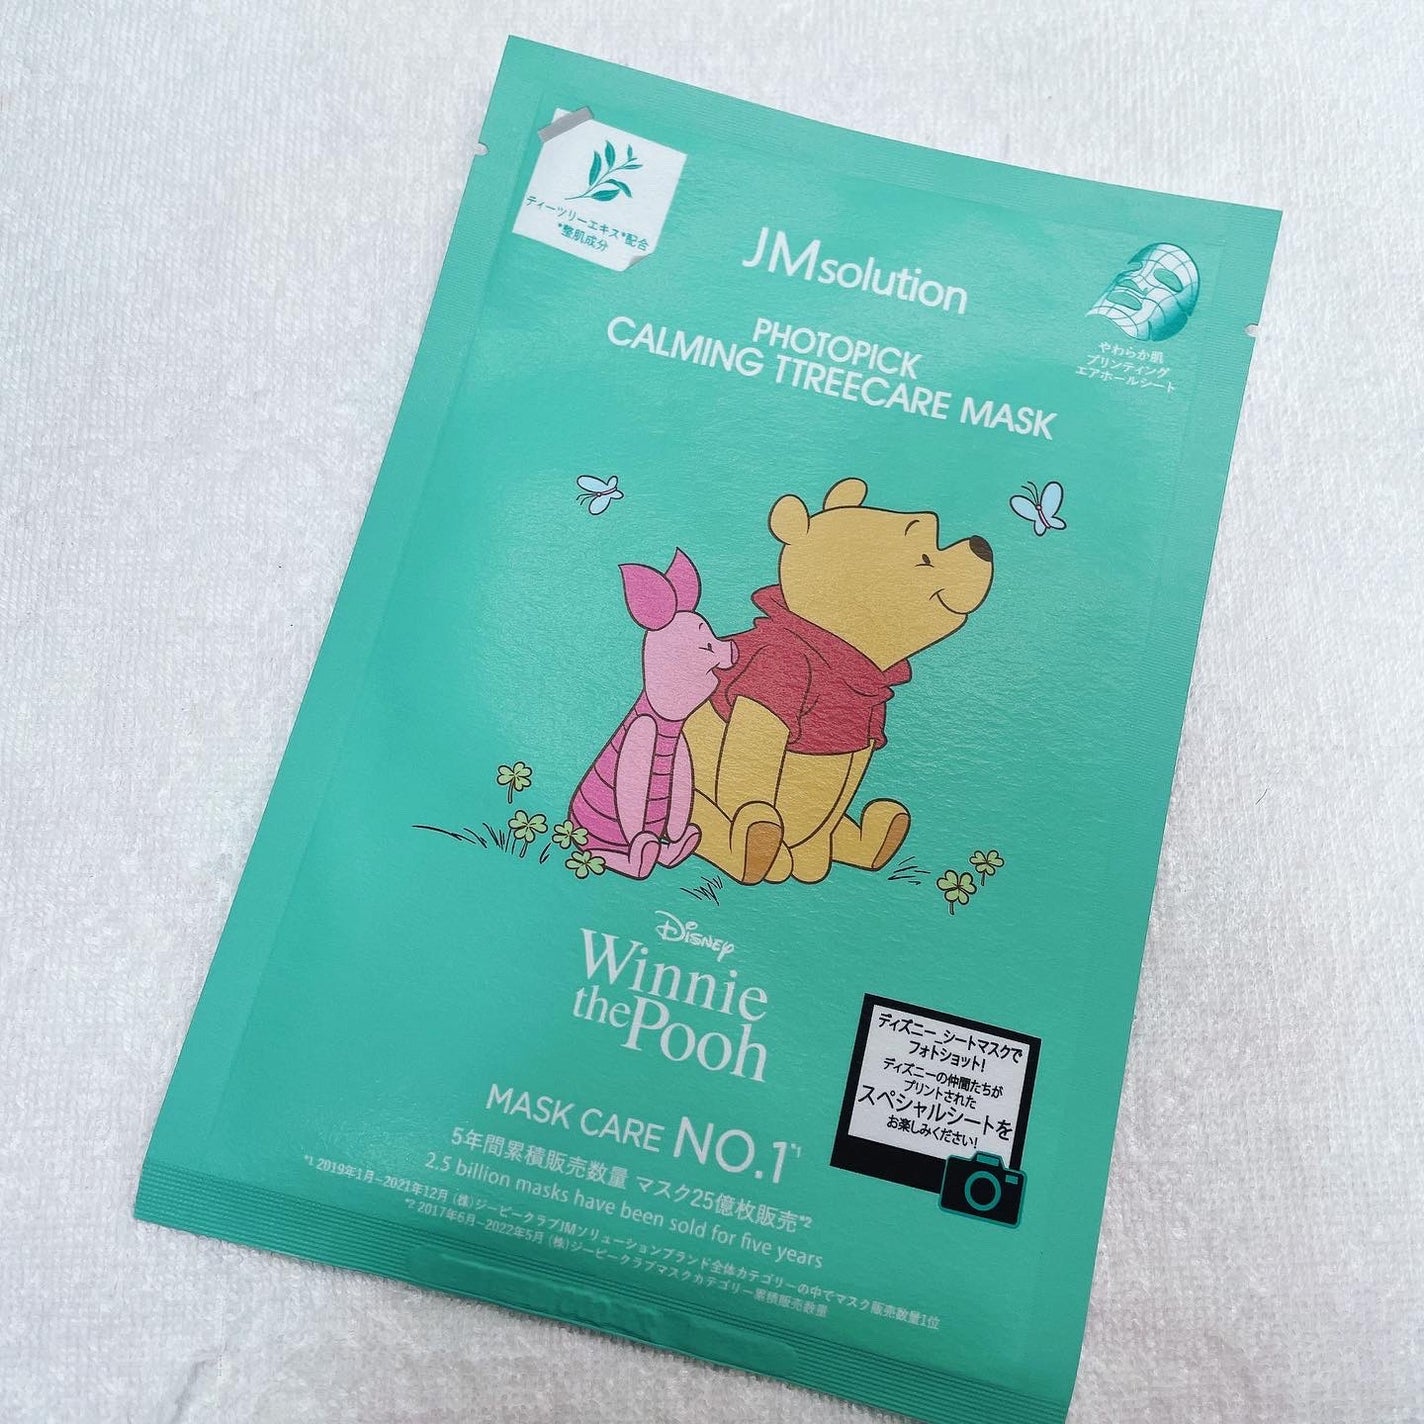 ティーツリーエキス*配合
*整肌成分
JMsolution
PHOTOPICK
CALMING TTREECARE MASK
やわらか肌
プリンティング
エアホールシート
Disney
Winnie
the Pooh
ディズニー_シートマスクで
フォトショット!
ディズニーの仲間たちが
プリントされた
スペシャルシートを
お楽しみください!
MASK CARE NO.1*1
5年間累積販売数量 マスク25億枚販売*2
2.5 billion masks have been sold for five years
*1 2019年1月~2021年12月 (株)ジーピークラブJMソリューションブランド全体カテゴリーの中でマスク販売数量1位
*2 2017年6月~2022年5月 (株)ジーピークラブマスクカテゴリー累積販売数量